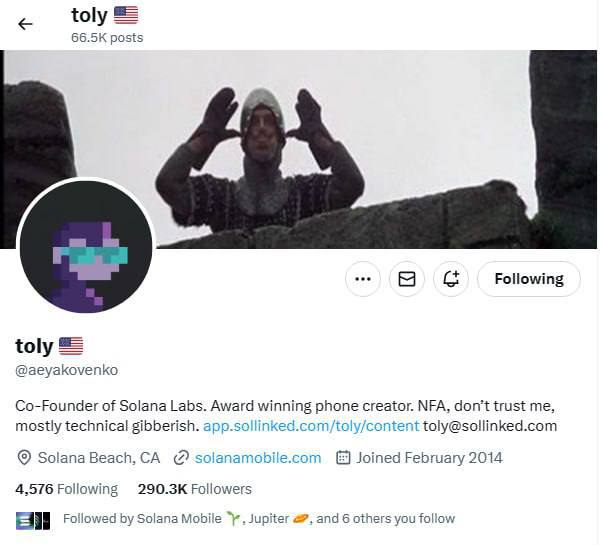 toly 🇺🇸
66.5K posts
Following
toly 🇺🇸
@aeyakovenko
Co-Founder of Solana Labs. Award winning phone creator. NFA, don’t trust me,
mostly technical gibberish. app.sollinked.com/toly/content toly@sollinked.com
Solana Beach, CA solanamobile.com Joined February 2014
4,576 Following 290.3K Followers
Followed by Solana Mobile 🌱, Jupiter 🥖, and 6 others you follow